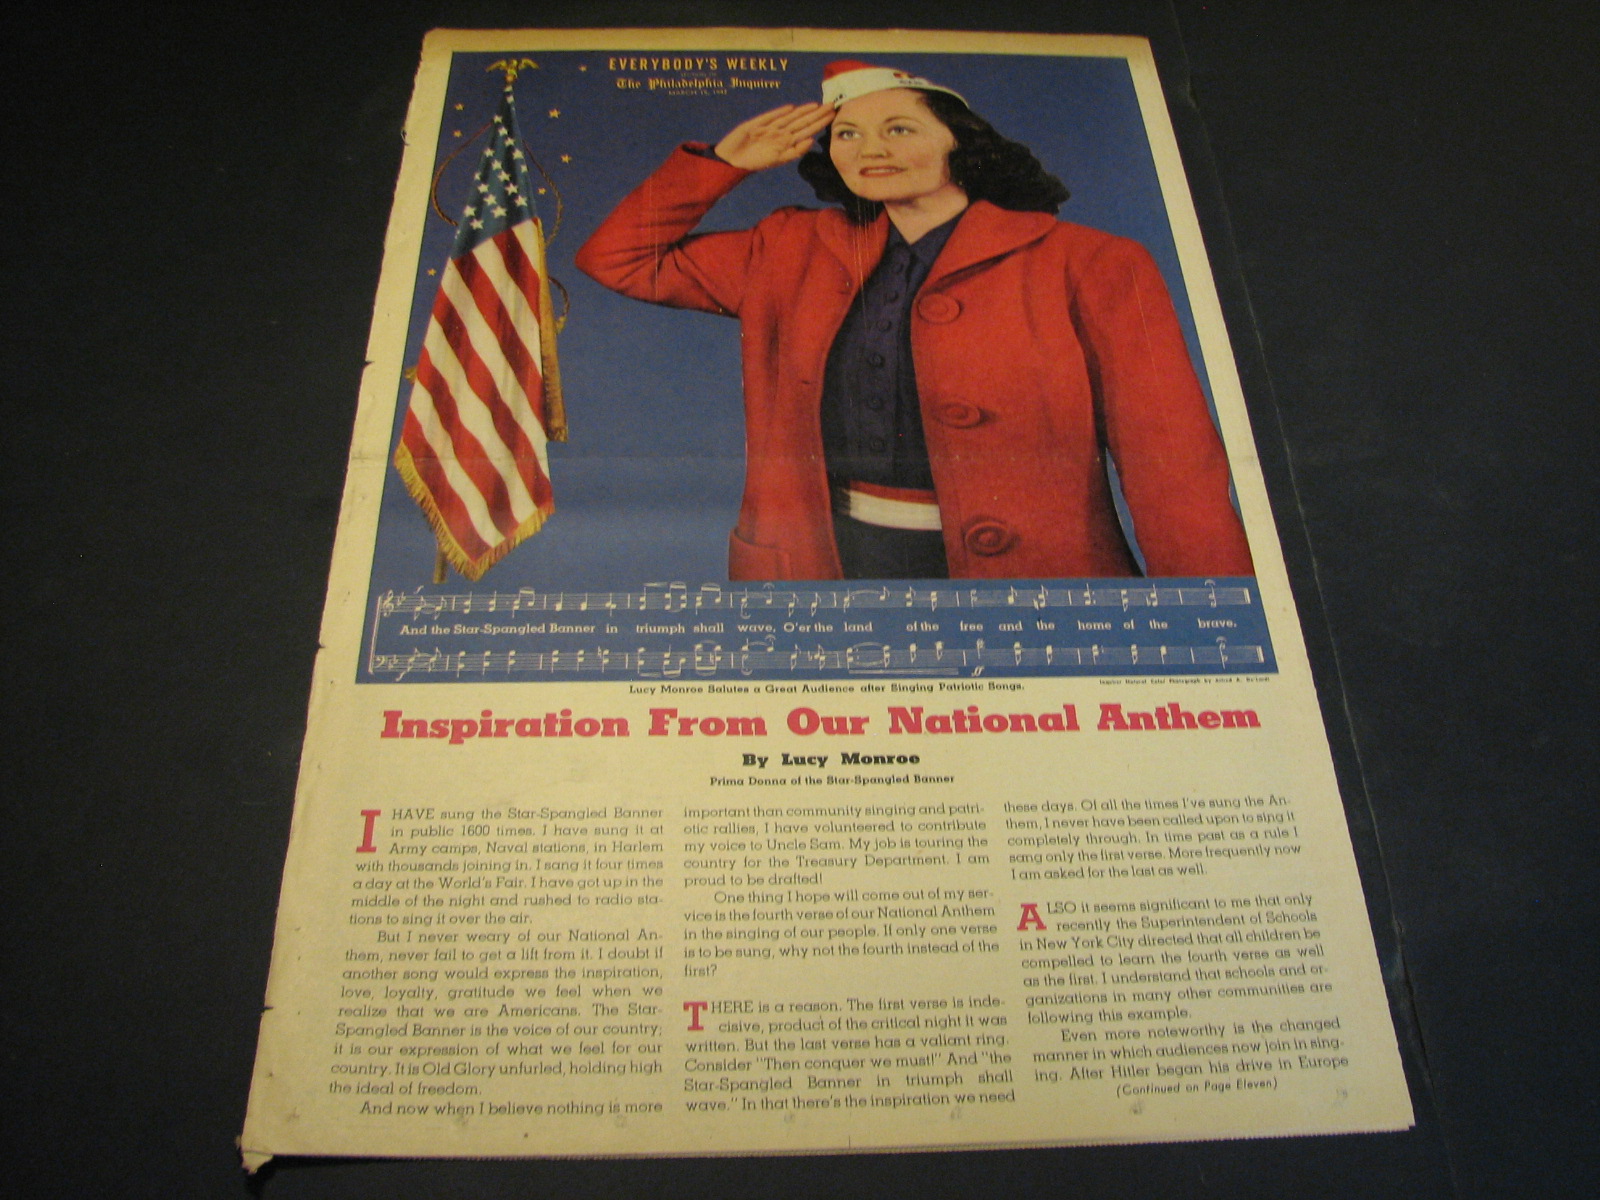 EVERYBODY'S WEEKLY
The Philadelphia Inquirer
And the Star-Spangled Banner in triumph shall wave, O'er the land of the free and the home of the brave.
Lucy Monroe Salutes a Great Audience after Singing Patriotic Songs.
Inquirer Natural Color Photograph by
Inspiration From Our National Anthem
By Lucy Monroe
Prima Donna of the Star-Spangled Banner
I HAVE sung the Star-Spangled Banner
in public 1600 times. I have sung it at
Army camps, Naval stations, in Harlem
with thousands joining in. I sang it four times
a day at the World's Fair. I have got up in the
middle of the night and rushed to radio sta-
tions to sing it over the air.
But I never weary of our National An-
them, never fail to get a lift from it. I doubt if
another song would express the inspiration,
love, loyalty, gratitude we feel when we
realize that we are Americans. The Star-
Spangled Banner is the voice of our country;
it is our expression of what we feel for our
country. It is Old Glory unfurled, holding high
the ideal of freedom.
And now when I believe nothing is more
important than community singing and patri-
otic rallies, I have volunteered to contribute
my voice to Uncle Sam. My job is touring the
country for the Treasury Department. I am
proud to be drafted!
One thing I hope will come out of my ser-
vice is the fourth verse of our National Anthem
in the singing of our people. If only one verse
is to be sung, why not the fourth instead of the
first?
THERE is a reason. The first verse is inde-
cisive, product of the critical night it was
written. But the last verse has a valiant ring.
Consider "Then conquer we must!" And "the
Star-Spangled Banner in triumph shall
wave." In that there's the inspiration we need
these days. Of all the times I've sung the An-
them, I never have been called upon to sing it
completely through. In time past as a rule I
sang only the first verse. More frequently now
I am asked for the last as well.
ALSO it seems significant to me that only
recently the Superintendent of Schools
in New York City directed that all children be
compelled to learn the fourth verse as well
as the first. I understand that schools and or-
ganizations in many other communities are
following this example.
Even more noteworthy is the changed
manner in which audiences now join in sing-
ing. After Hitler began his drive in Europe
(Continued on Page Eleven)